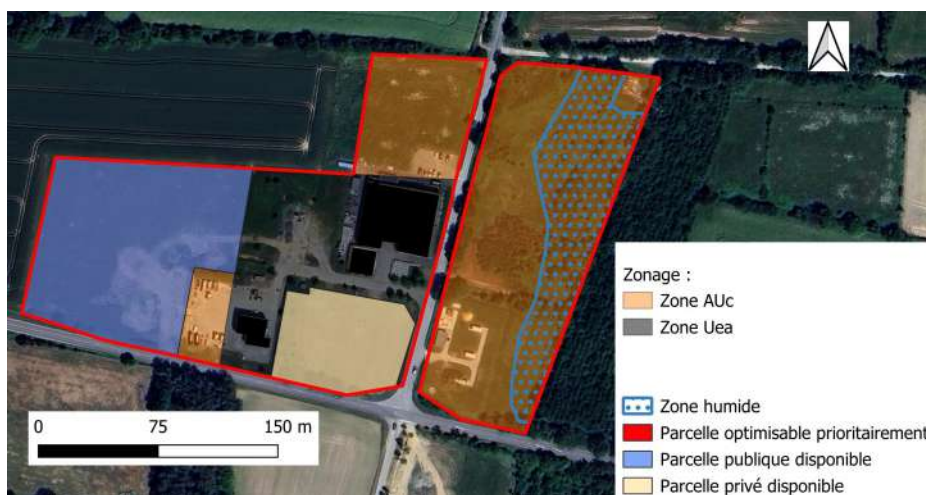 Zonage :
Zone AUc
Zone Uea
Zone humide
Parcelle optimisable prioritairement
Parcelle publique disponible
Parcelle privé disponible
0 75 150 m